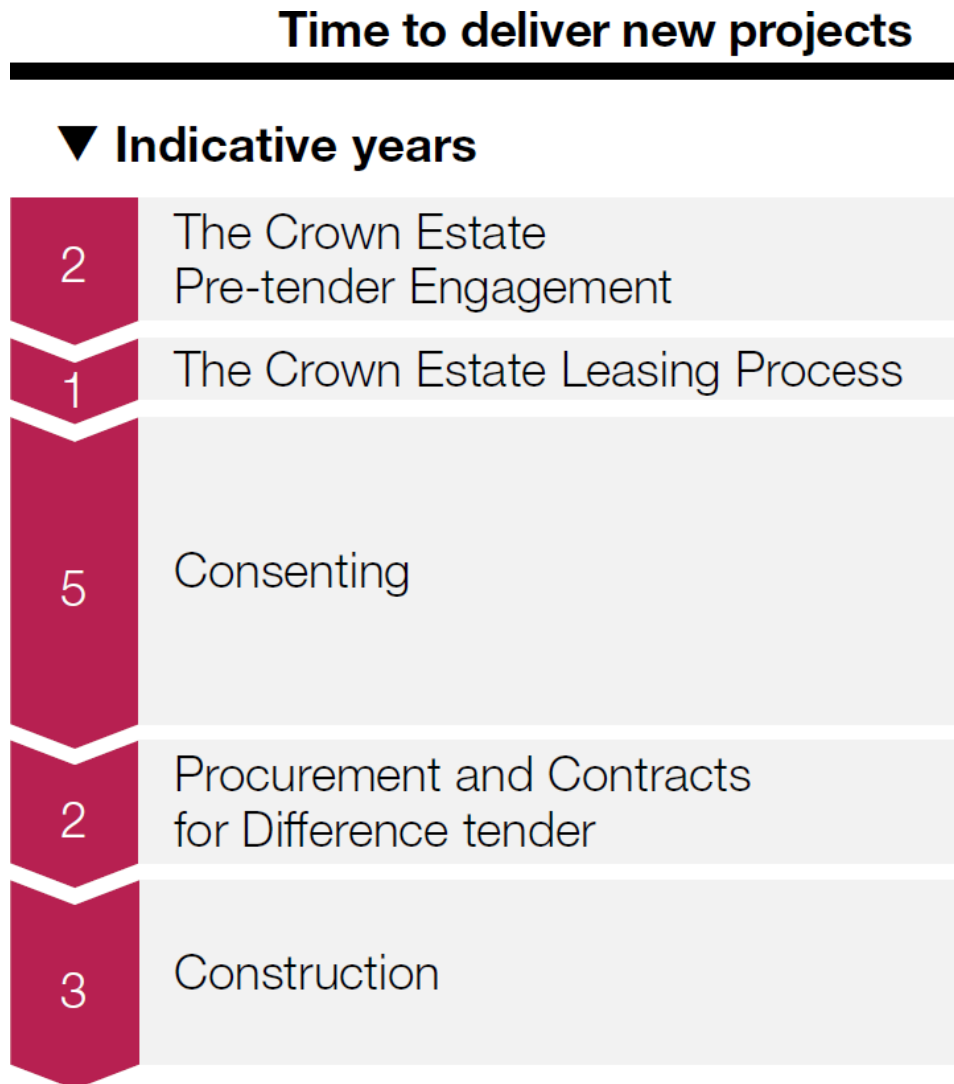 Time to deliver new projects
▼ Indicative years
2
The Crown Estate
Pre-tender Engagement
1
The Crown Estate Leasing Process
5
Consenting
2
Procurement and Contracts
for Difference tender
3
Construction